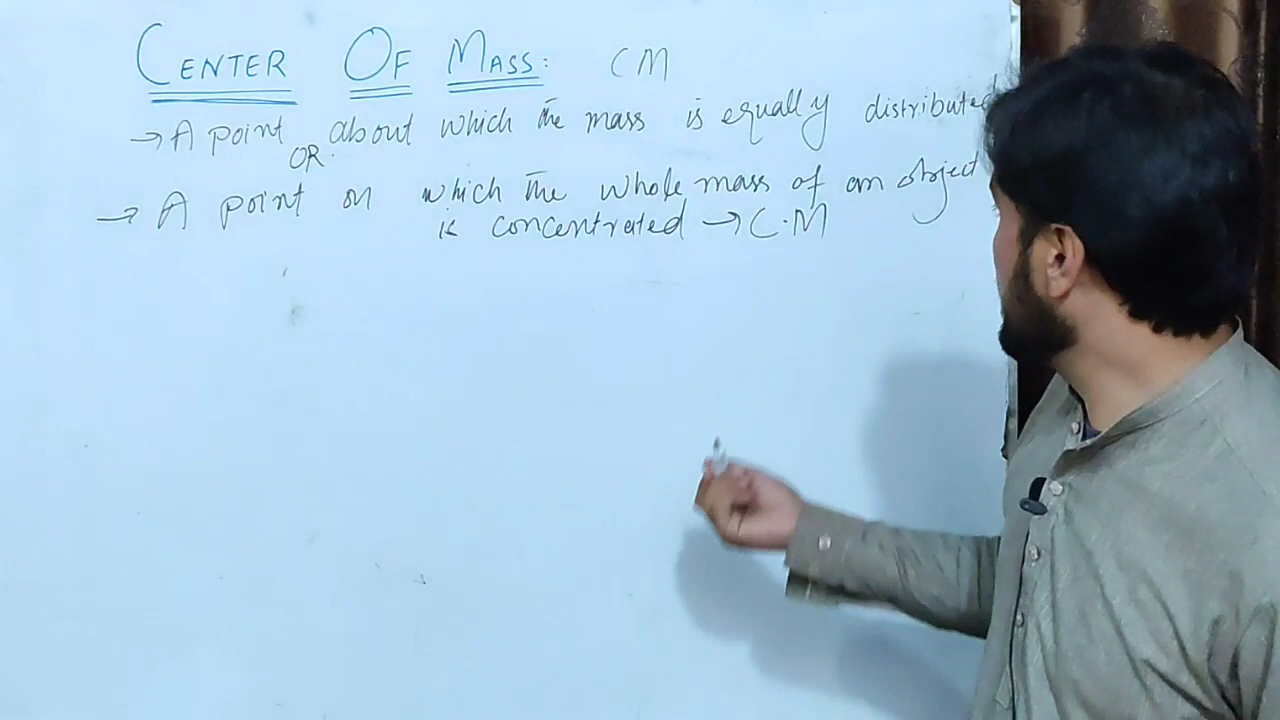 CENTER OF MASS: CM
→ A point about which the mass is equally distributed
OR
→ A point on which the whole mass of an object
is concentrated → C.M